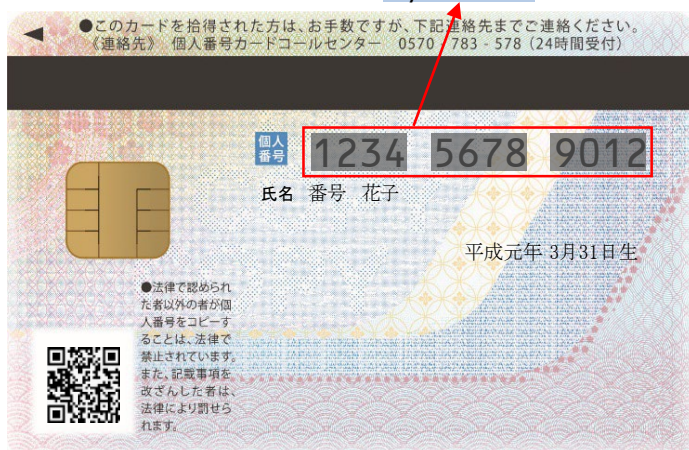 ●このカードを拾得された方は、お手数ですが、下記連絡先までご連絡ください。
《連絡先》 個人番号カードコールセンター 0570 - 783 - 578 (24時間受付)
個人
番号
1234 5678 9012
氏名 番号 花子
平成元年 3月31日生
●法律で認められ
た者以外の者が個
人番号をコピーす
ることは、法律で
禁止されています。
また、記載事項を
改ざんした者は、
法律により罰せら
れます。